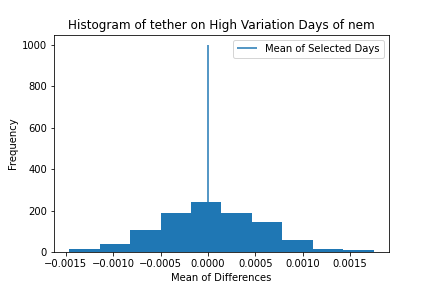 Histogram of tether on High Variation Days of nem
Mean of Selected Days
1000
800
600
400
200
0
Frequency
−0.0015 −0.0010 −0.0005 0.0000 0.0005 0.0010 0.0015
Mean of Differences